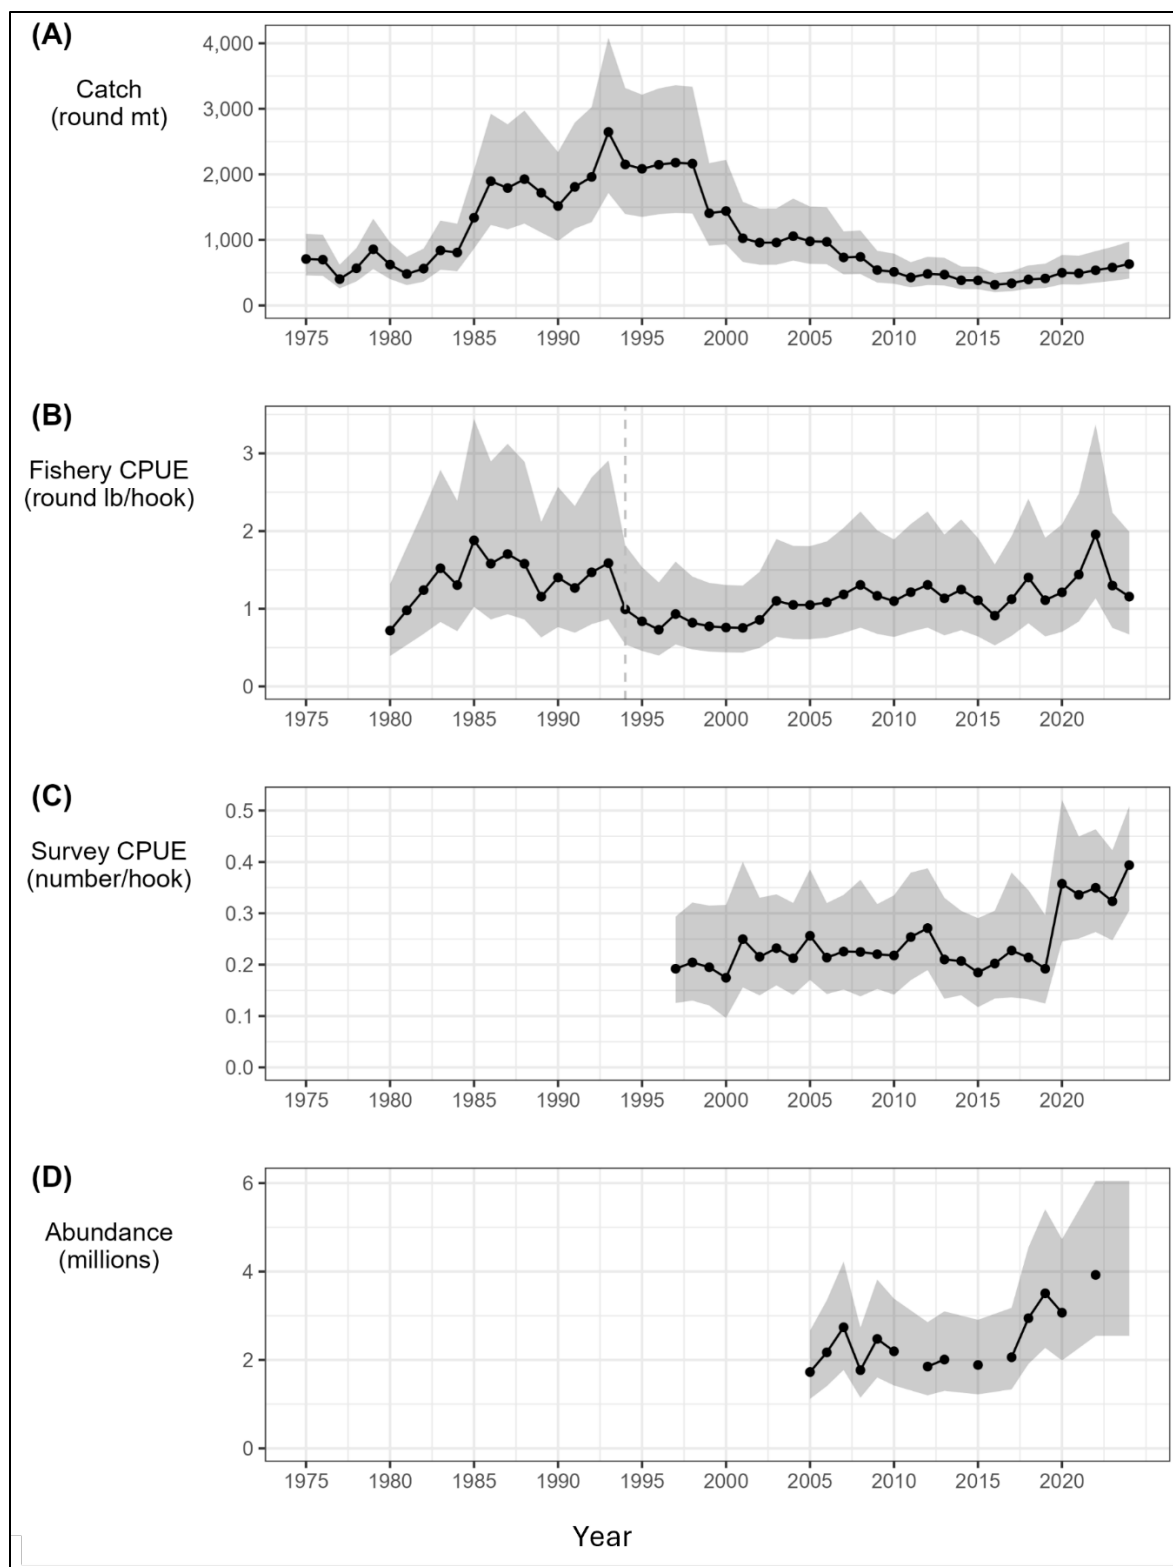 (A)
Catch
(round mt)
4,000
3,000
2,000
1,000
0
1975 1980 1985 1990 1995 2000 2005 2010 2015 2020
(B)
Fishery CPUE
(round lb/hook)
3
2
1
0
1975 1980 1985 1990 1995 2000 2005 2010 2015 2020
(C)
Survey CPUE
(number/hook)
0.5
0.4
0.3
0.2
0.1
0.0
1975 1980 1985 1990 1995 2000 2005 2010 2015 2020
(D)
Abundance
(millions)
6
4
2
0
1975 1980 1985 1990 1995 2000 2005 2010 2015 2020
Year